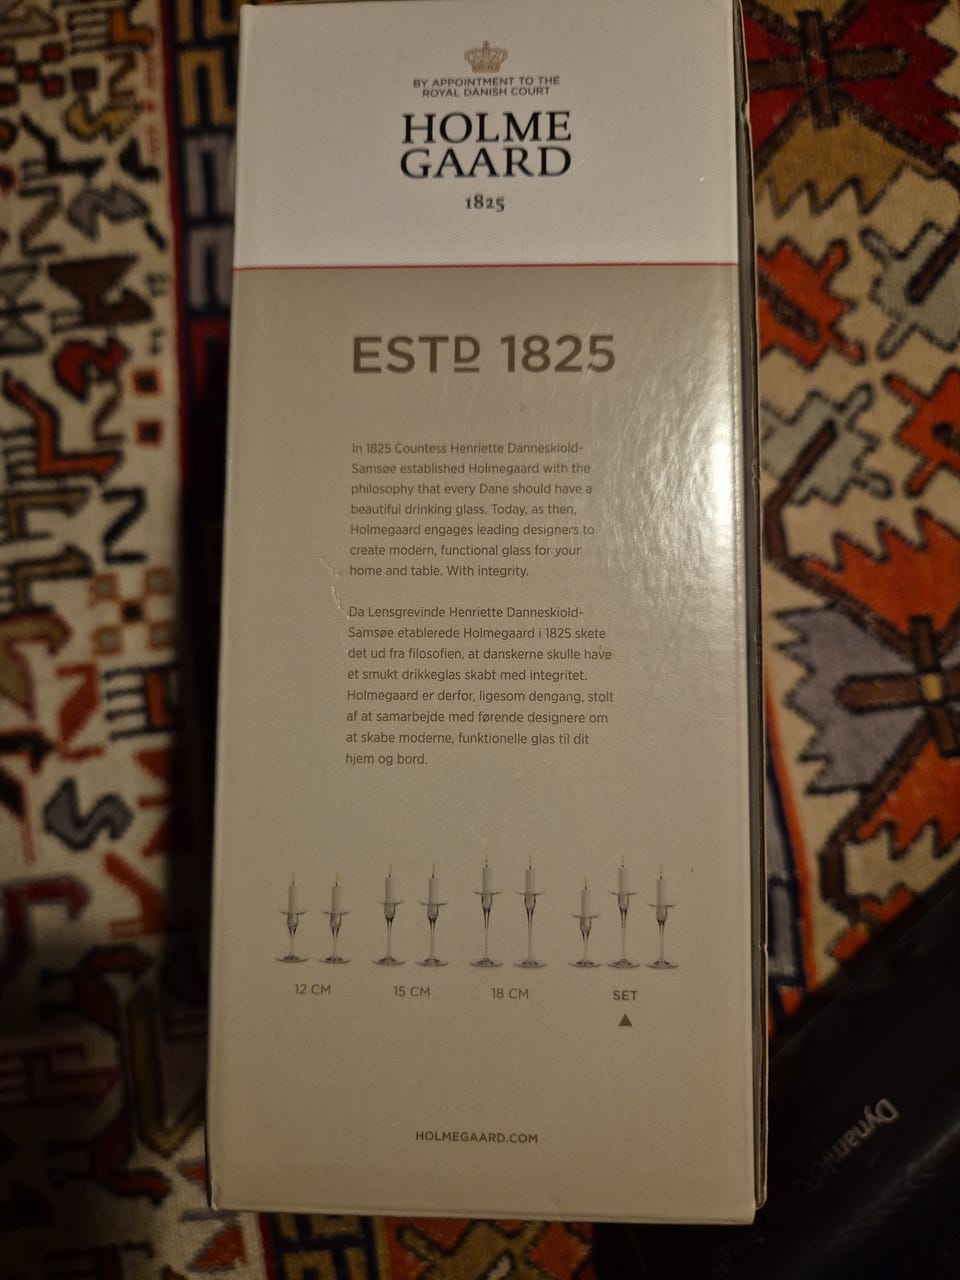 BY APPOINTMENT TO THE
ROYAL DANISH COURT
HOLME
GAARD
1825
ESTD 1825
In 1825 Countess Henriette Danneskiold-
Samsøe established Holmegaard with the
philosophy that every Dane should have a
beautiful drinking glass. Today, as then,
Holmegaard engages leading designers to
create modern, functional glass for your
home and table. With integrity.
Da Lensgrevinde Henriette Danneskiold-
Samsøe etablerede Holmegaard i 1825 skete
det ud fra filosofien, at danskerne skulle have
et smukt drikkeglas skabt med integritet.
Holmegaard er derfor, ligesom dengang, stolt
af at samarbejde med førende designere om
at skabe moderne, funktionelle glas til dit
hjem og bord.
12 CM 15 CM 18 CM SET
HOLMEGAARD.COM